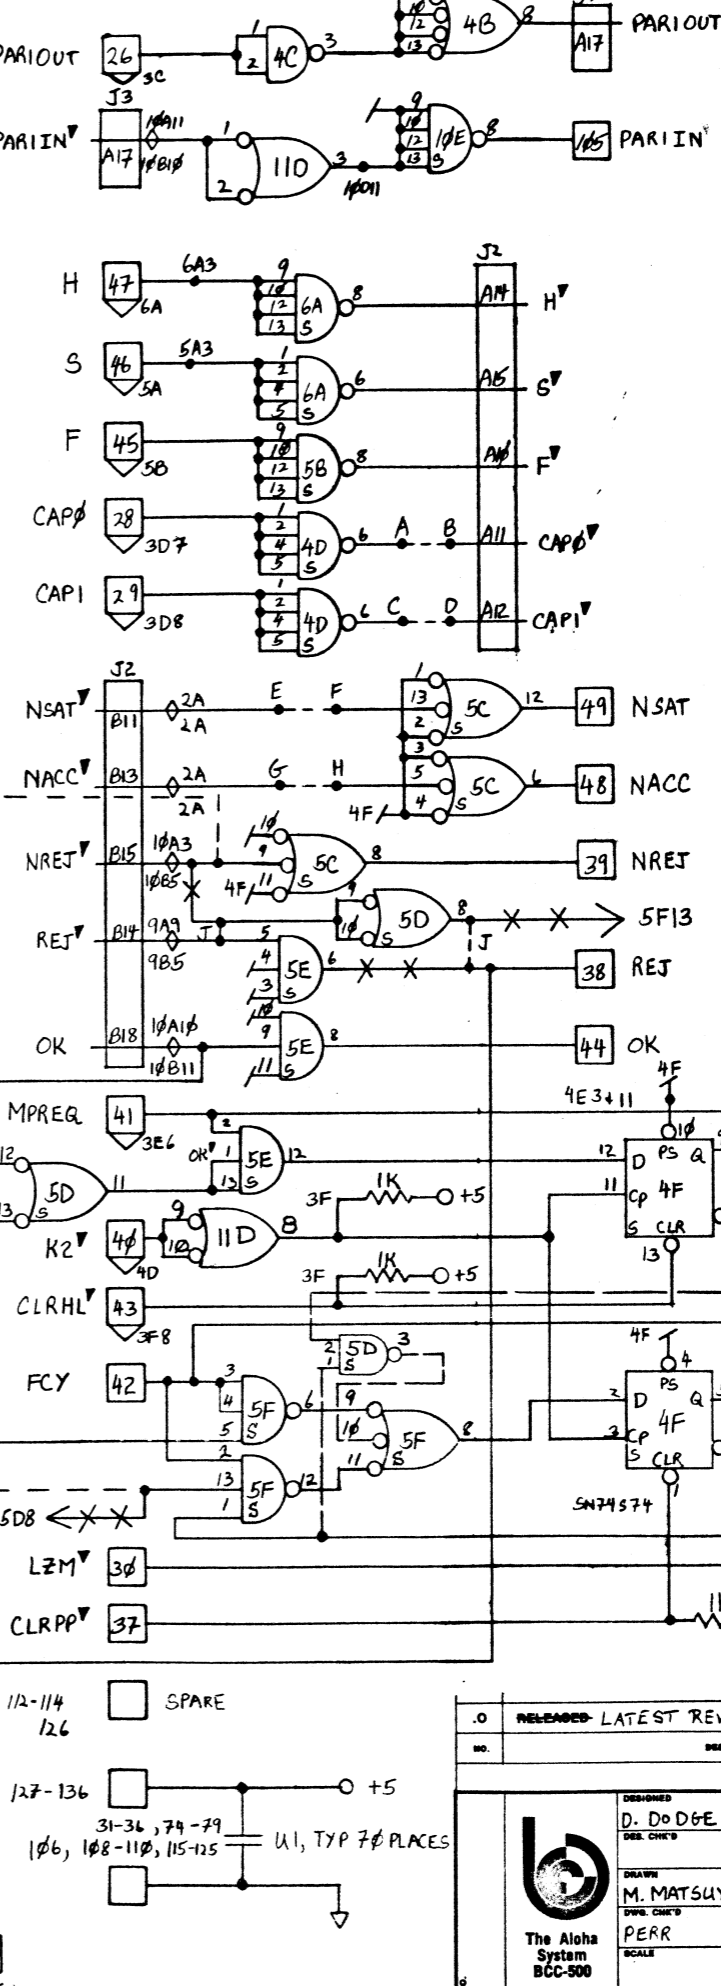 1 10 8
2 12
13 4B
PARIOUT 26 4C 3 A17 PARIOUT
3C
J3
10A11 9
PARIIN▼ A17 1 10 8 105 PARIIN▼
10B10 11D 3 12 10E
2 10D11 13 S
J2
6A3 9
H 47 10 8 A14 H▼
6A 12 6A
13 S
5A3 1
S 46 2 6 A15 S▼
5A 4 6A
5 S
9
F 45 10 8 A10 F▼
5B 12 5B
13 S
1
CAPØ 28 2 6 A B A11 CAPØ▼
3D7 4 4D
5 S
1
CAP1 29 2 6 C D A12 CAP1▼
3D8 4 4D
5 S
J2
1
NSAT▼ B11 2A E F 13 5C 12 49 NSAT
2A 2 S
3
NACC▼ B13 2A G H 5 5C 6 48 NACC
2A 4F 4 S
10A3 10
NREJ▼ B15 9 5C 8 39 NREJ
10B5 4F 11 S
9
5D 8 5F13
10 S
REJ▼ B14 9A9 J 5 J
9B5 4 5E 6 38 REJ
3 S
10A10 10
OK B18 9 5E 8 44 OK
10B11 11 S
4F
4E3+11
MPREQ 41 2 10
3E6 OK▼ 1 5E 12 12 D PS Q
12 5D 11 13 S 11 CP 4F
13 S 9 8 3F 1K +5 S CLR
K2▼ 40 10 11D 13
4D 1K
3F +5
CLRHL▼ 43
3F8 2 5D 3 4F 4
1 S PS
FCY 42 3 2 D Q
4 5F 6 9 4F
5 S 10 5F 8 3 CP
2 11 S S CLR
13 5F 12 1
5D8 1 S SN74S74
LZM▼ 30
CLRPP▼ 37
112-114 SPARE
126
.0 RELEASED LATEST REV
NO.
127-136 +5
31-36, 74-79
106, 108-110, 115-125 U1, TYP 70 PLACES
DESIGNED
D. DODGE
DES. CHK'D
DRAWN
M. MATSUY
DWG. CHK'D
PERR
SCALE
The Aloha
System
BCC-500